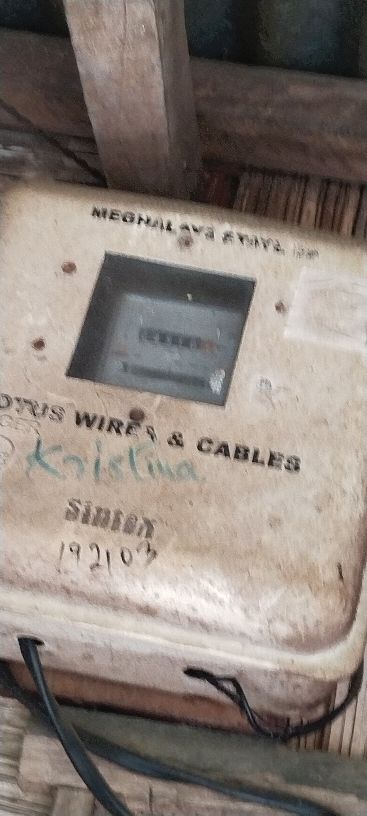 MEGHALAYA STATE
OTUS WIRES & CABLES
Kristina
Sintex
192103